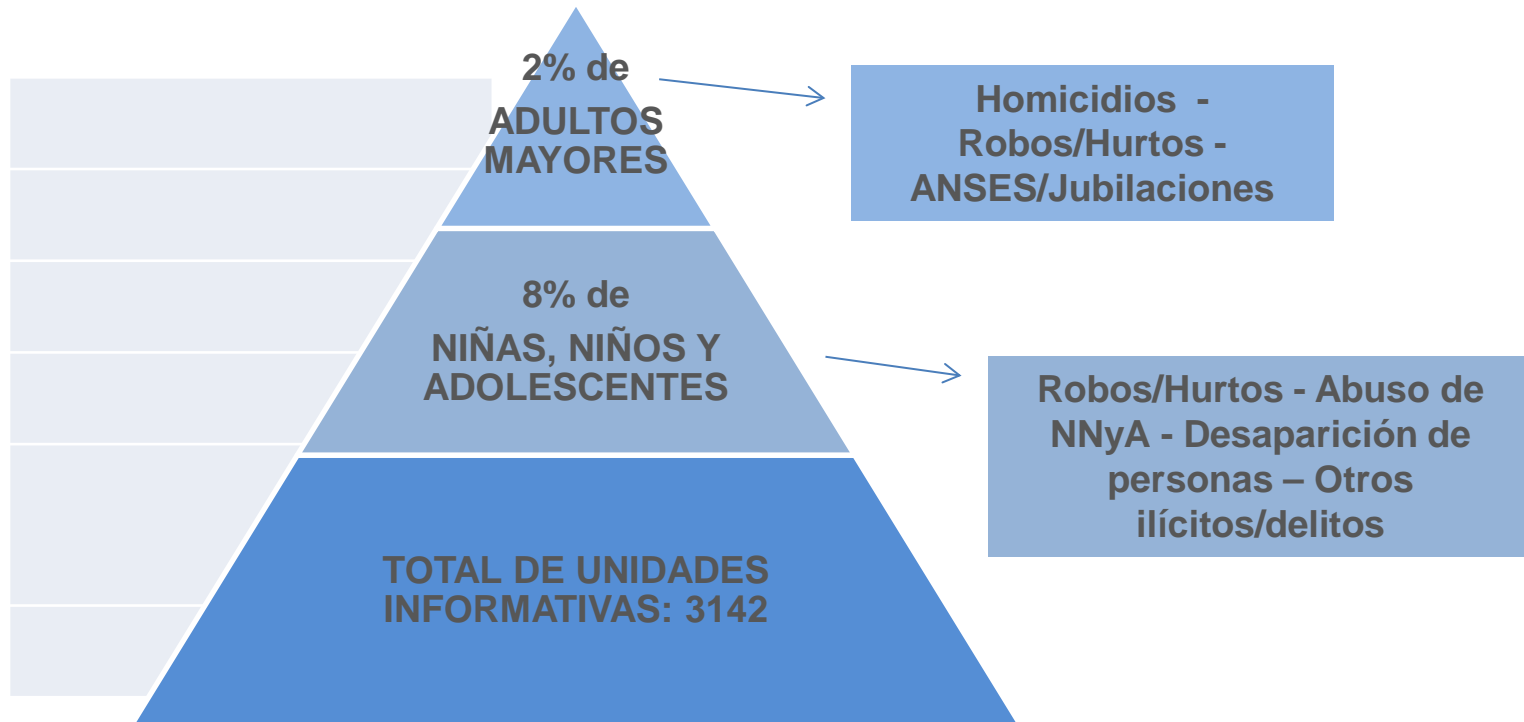 2% de
ADULTOS
MAYORES
Homicidios -
Robos/Hurtos -
ANSES/Jubilaciones
8% de
NIÑAS, NIÑOS Y
ADOLESCENTES
Robos/Hurtos - Abuso de
NNyA - Desaparición de
personas – Otros
ilícitos/delitos
TOTAL DE UNIDADES
INFORMATIVAS: 3142